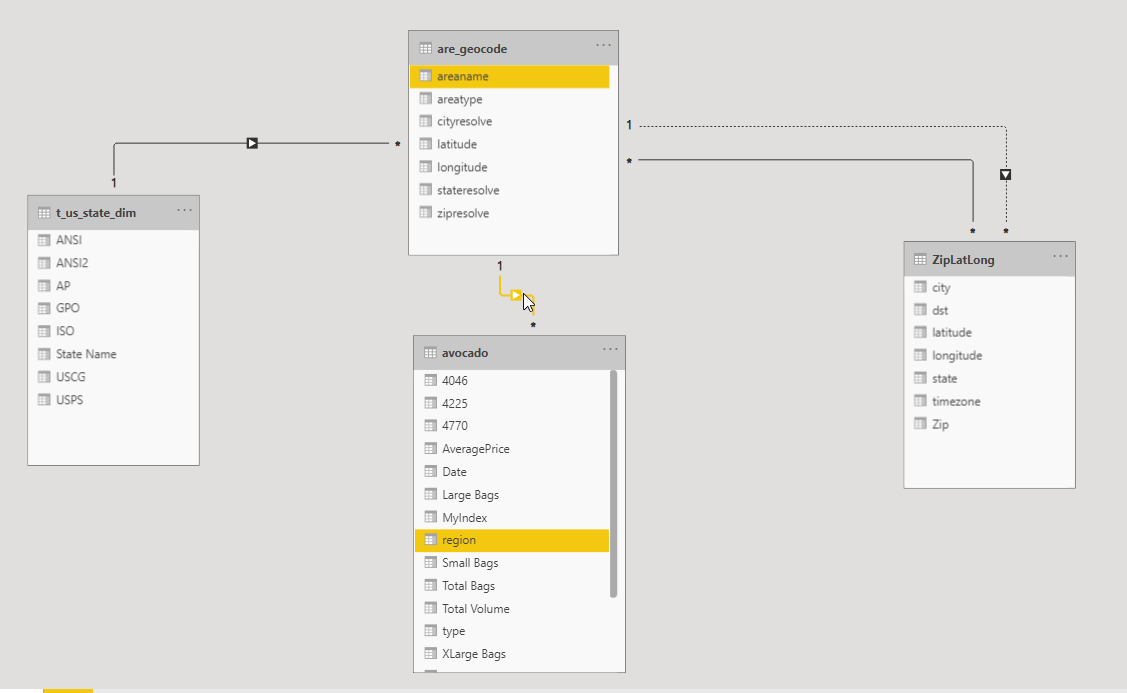 are_geocode ...
areaname
areatype
cityresolve
latitude
longitude
stateresolve
zipresolve
1
*
1
*
1
*
*
t_us_state_dim ...
ANSI
ANSI2
AP
GPO
ISO
State Name
USCG
USPS
ZipLatLong ...
city
dst
latitude
longitude
state
timezone
Zip
1
*
avocado ...
4046
4225
4770
AveragePrice
Date
Large Bags
MyIndex
region
Small Bags
Total Bags
Total Volume
type
XLarge Bags